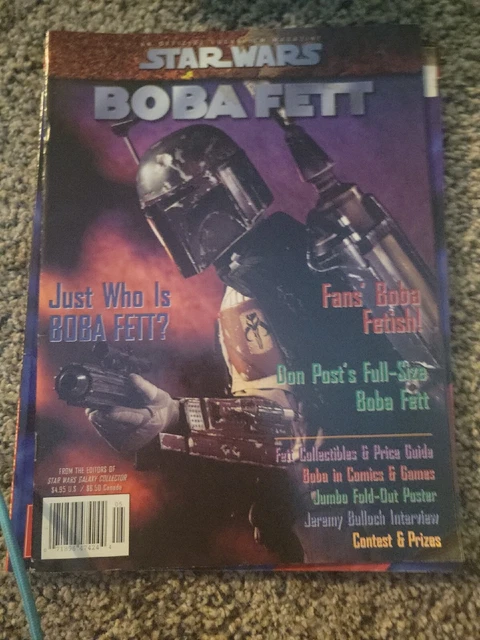 STAR WARS
BOBA FETT
Just Who Is
BOBA FETT?
Fans' Boba
Fetish!
Don Post's Full-Size
Boba Fett
Fett Collectibles & Price Guide
Boba in Comics & Games
Jumbo Fold-Out Poster
Jeremy Bulloch Interview
Contest & Prizes
FROM THE EDITORS OF
STAR WARS GALAXY COLLECTOR
$4.95 U.S. / $6.50 Canada